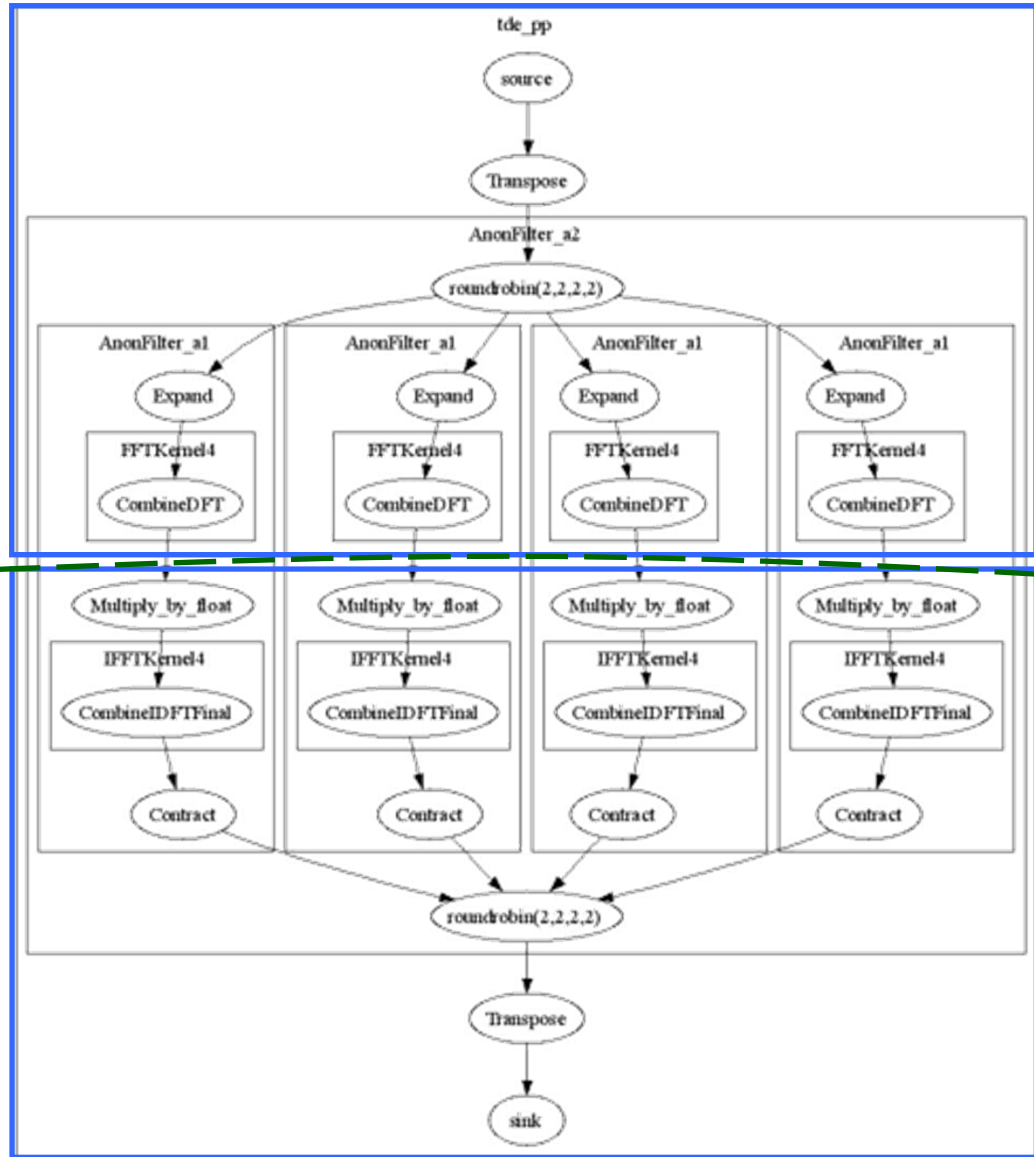 tde_pp
source
Transpose
AnonFilter_a2
roundrobin(2,2,2,2)
AnonFilter_a1 AnonFilter_a1 AnonFilter_a1 AnonFilter_a1
Expand Expand Expand Expand
FFTKernel4 FFTKernel4 FFTKernel4 FFTKernel4
CombineDFT CombineDFT CombineDFT CombineDFT
Multiply_by_float Multiply_by_float Multiply_by_float Multiply_by_float
IFFTKernel4 IFFTKernel4 IFFTKernel4 IFFTKernel4
CombineIDFTFinal CombineIDFTFinal CombineIDFTFinal CombineIDFTFinal
Contract Contract Contract Contract
roundrobin(2,2,2,2)
Transpose
sink